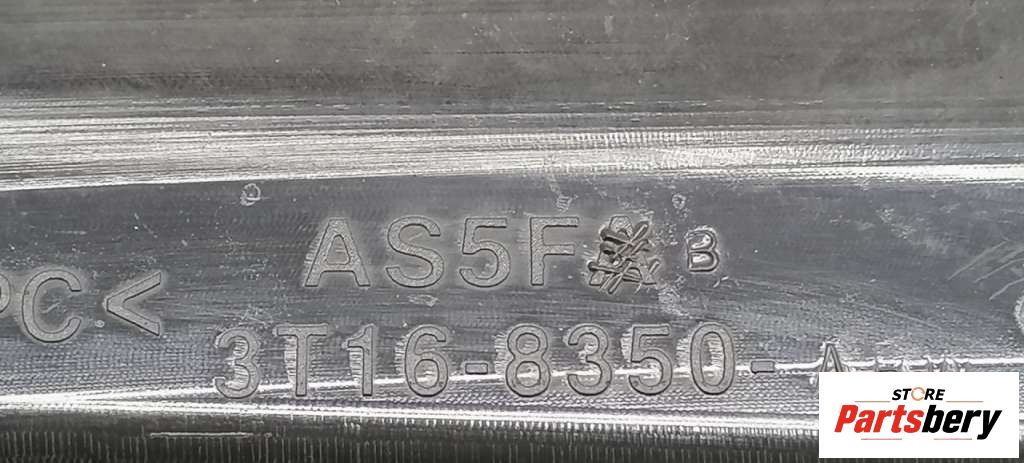 AS5F B
PC<
3T16-8350-A
STORE
Partsbery